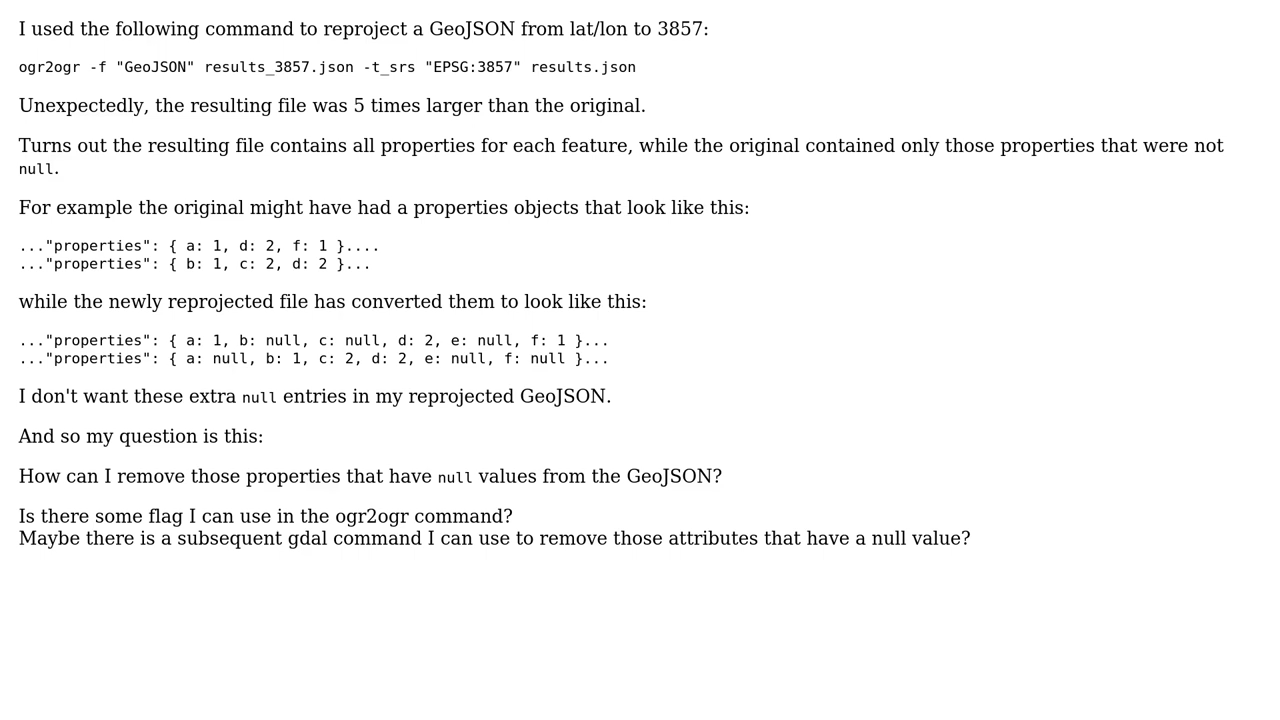 I used the following command to reproject a GeoJSON from lat/lon to 3857:
ogr2ogr -f "GeoJSON" results_3857.json -t_srs "EPSG:3857" results.json
Unexpectedly, the resulting file was 5 times larger than the original.
Turns out the resulting file contains all properties for each feature, while the original contained only those properties that were not
null.
For example the original might have had a properties objects that look like this:
..."properties": { a: 1, d: 2, f: 1 }....
..."properties": { b: 1, c: 2, d: 2 }...
while the newly reprojected file has converted them to look like this:
..."properties": { a: 1, b: null, c: null, d: 2, e: null, f: 1 }...
..."properties": { a: null, b: 1, c: 2, d: 2, e: null, f: null }...
I don't want these extra null entries in my reprojected GeoJSON.
And so my question is this:
How can I remove those properties that have null values from the GeoJSON?
Is there some flag I can use in the ogr2ogr command?
Maybe there is a subsequent gdal command I can use to remove those attributes that have a null value?